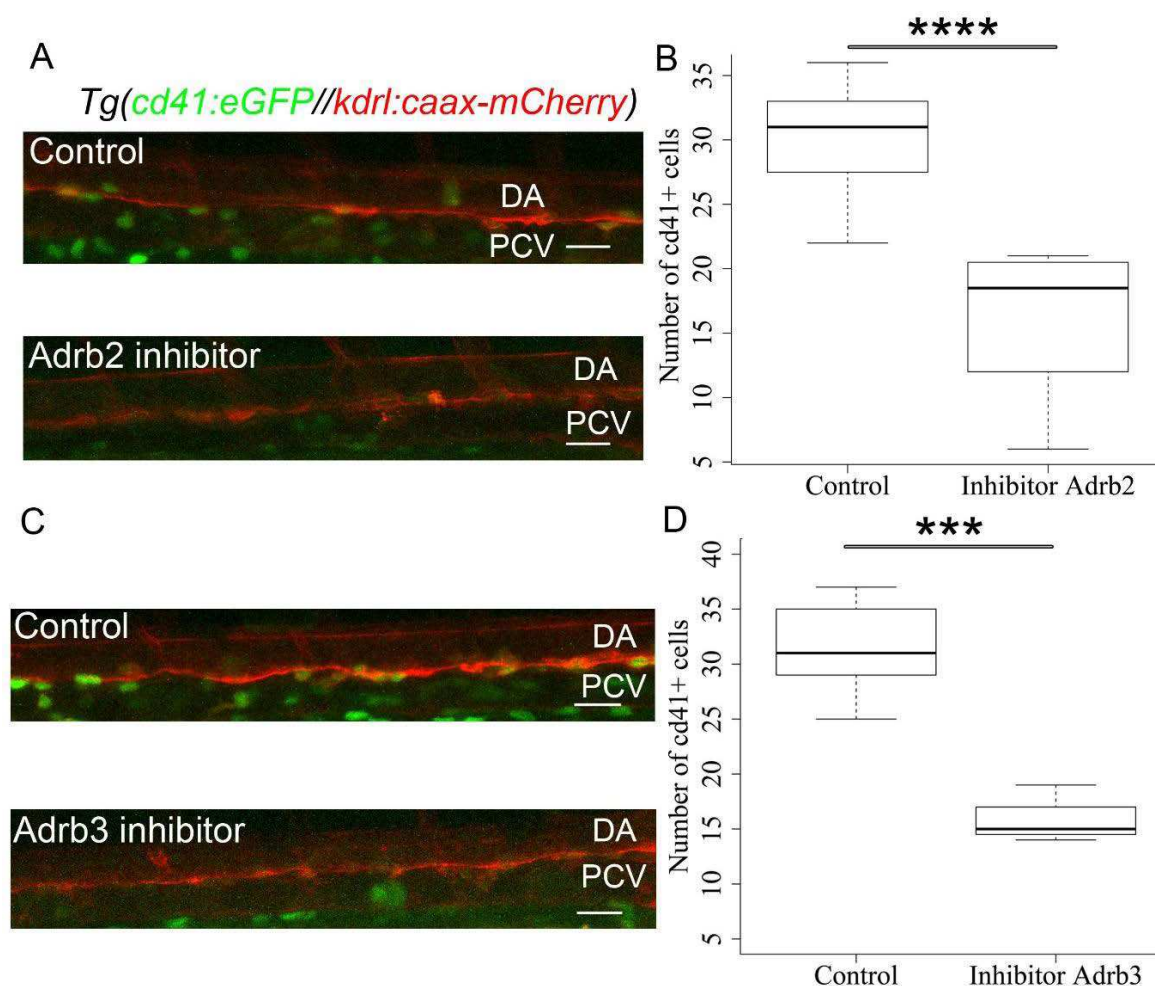 A
Tg(cd41:eGFP//kdrl:caax-mCherry)
Control
DA
PCV
Adrb2 inhibitor
DA
PCV
B
****
Number of cd41+ cells
35
30
25
20
15
10
5
Control
Inhibitor Adrb2
C
Control
DA
PCV
Adrb3 inhibitor
DA
PCV
D
***
Number of cd41+ cells
40
35
30
25
20
15
10
5
Control
Inhibitor Adrb3